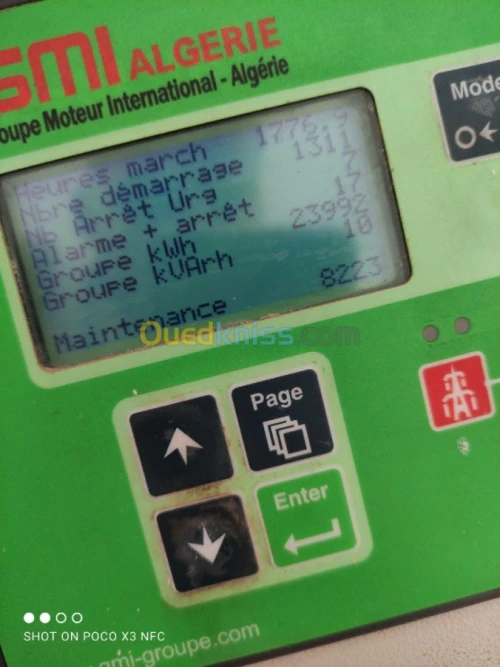 SMI ALGERIE
oupe Moteur International - Algérie
Mode
Heures march 1776.9
Nbre démarrage 1311
Nb Arrêt Urg 7
Alarme + arrêt 17
Groupe kWh 23992
Groupe kVArh 10
Maintenance 8223
Ouedkniss.com
Page
Enter
SHOT ON POCO X3 NFC
gmi-groupe.com